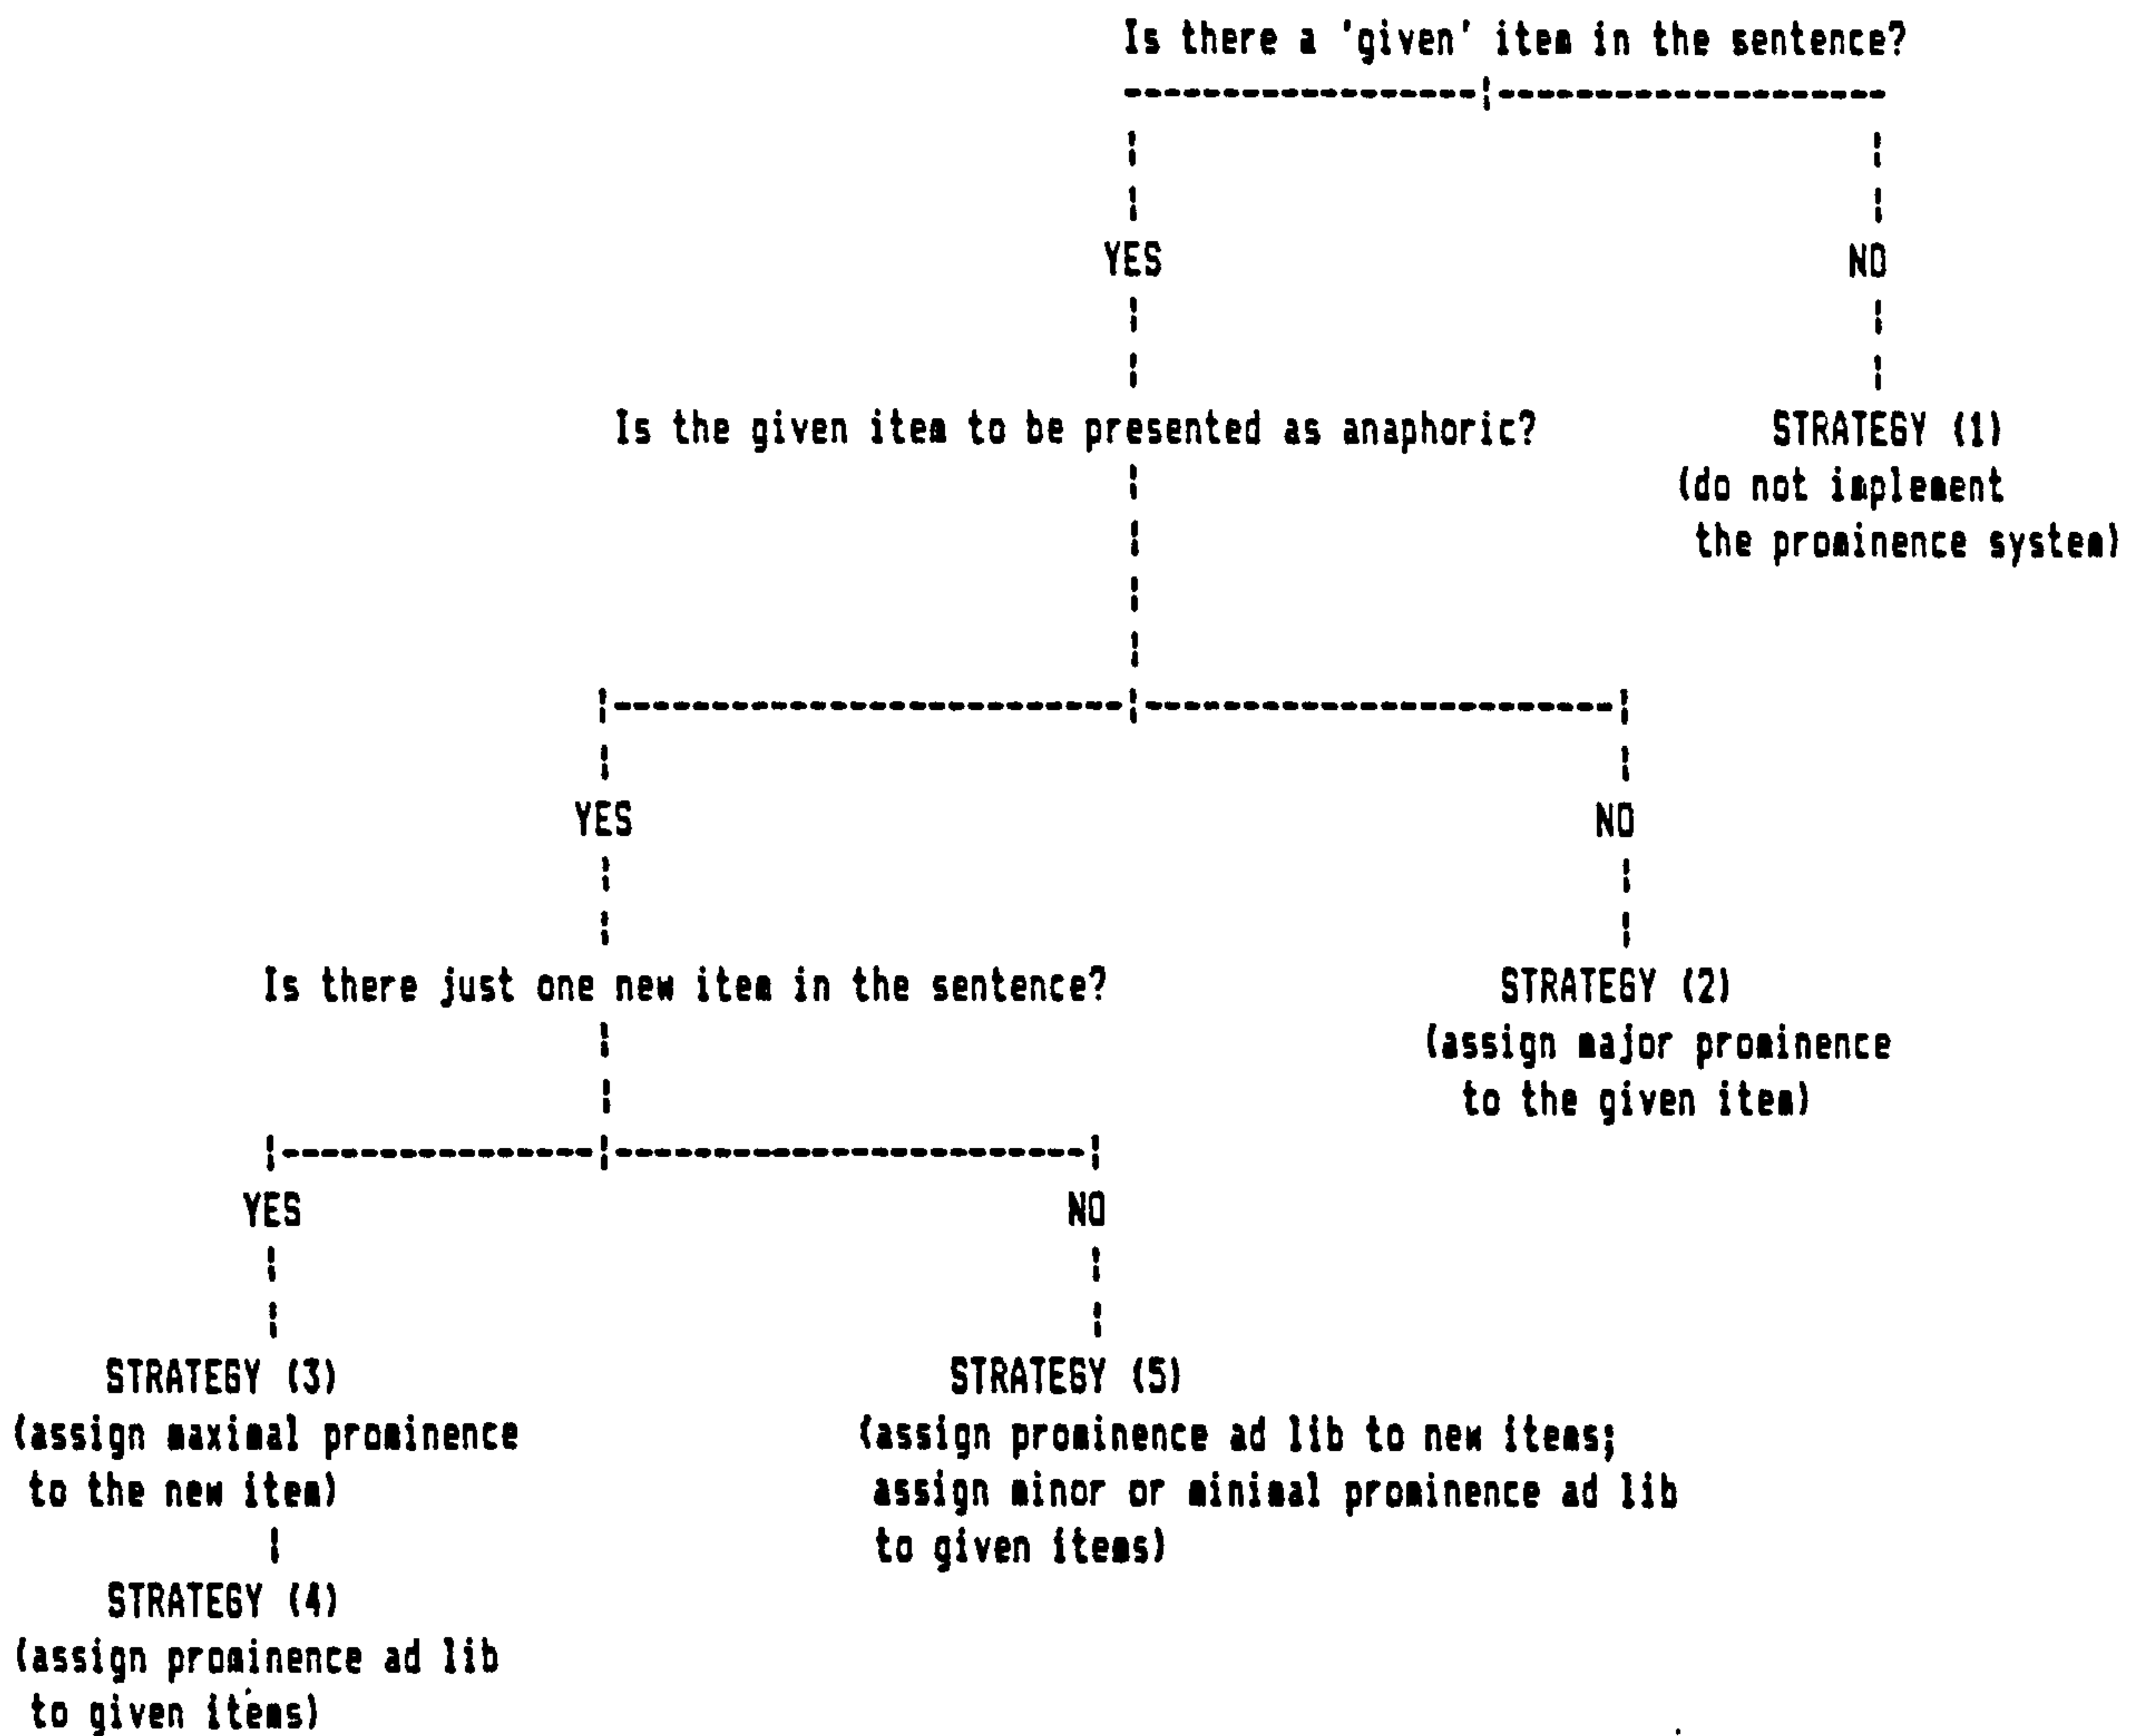 Is there a 'given' item in the sentence?
YES
NO
Is the given item to be presented as anaphoric?
STRATEGY (1)
(do not implement
the prominence system)
YES
NO
Is there just one new item in the sentence?
STRATEGY (2)
(assign major prominence
to the given item)
YES
NO
STRATEGY (3)
(assign maximal prominence
to the new item)
STRATEGY (5)
(assign prominence ad lib to new items;
assign minor or minimal prominence ad lib
to given items)
STRATEGY (4)
(assign prominence ad lib
to given items)